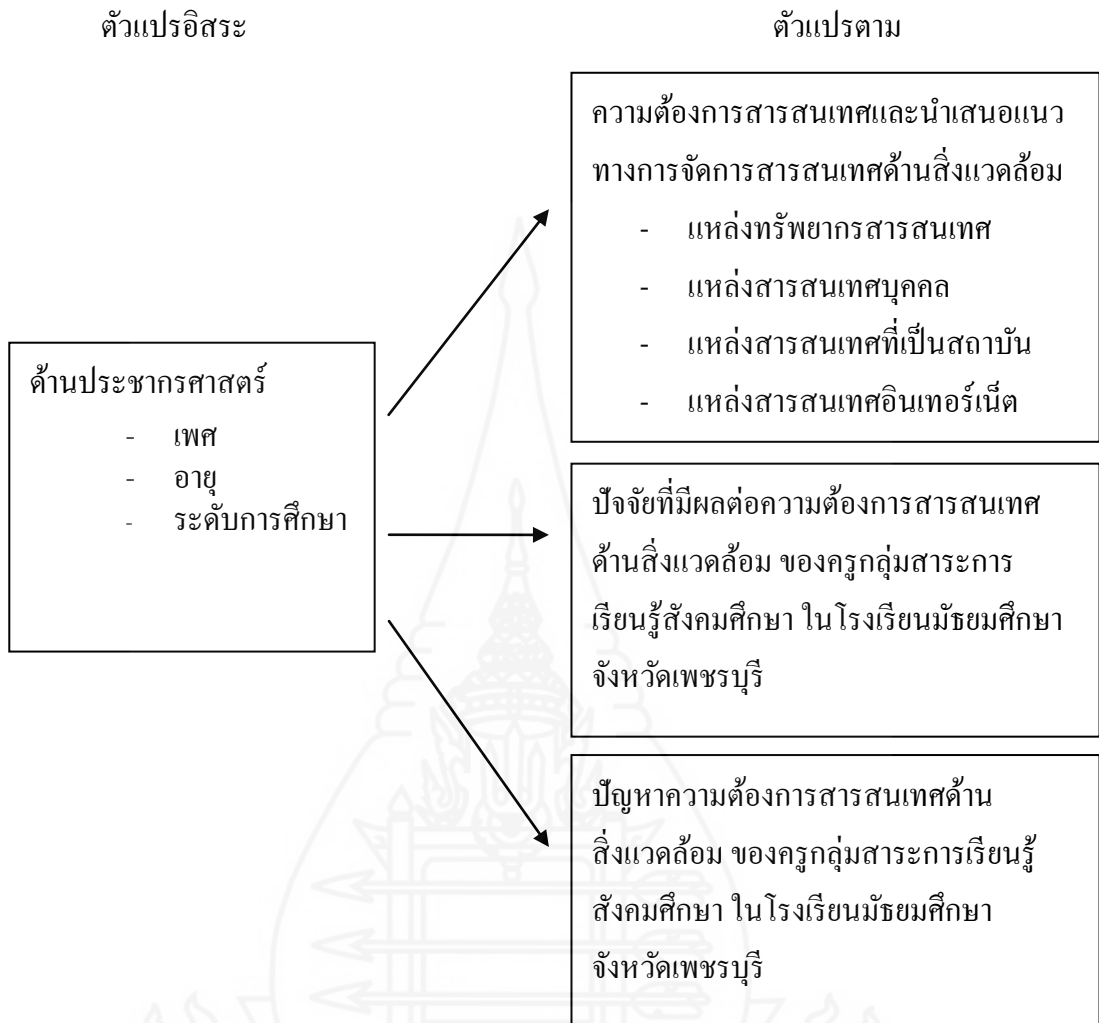 ตัวแปรอิสระ
ตัวแปรตาม
ด้านประชากรศาสตร์
- เพศ
- อายุ
- ระดับการศึกษา
ความต้องการสารสนเทศและนำเสนอแนว
ทางการจัดการสารสนเทศด้านสิ่งแวดล้อม
- แหล่งทรัพยากรสารสนเทศ
- แหล่งสารสนเทศบุคคล
- แหล่งสารสนเทศที่เป็นสถาบัน
- แหล่งสารสนเทศอินเทอร์เน็ต
ปัจจัยที่มีผลต่อความต้องการสารสนเทศ
ด้านสิ่งแวดล้อม ของครูกลุ่มสาระการ
เรียนรู้สังคมศึกษา ในโรงเรียนมัธยมศึกษา
จังหวัดเพชรบุรี
ปัญหาความต้องการสารสนเทศด้าน
สิ่งแวดล้อม ของครูกลุ่มสาระการเรียนรู้
สังคมศึกษา ในโรงเรียนมัธยมศึกษา
จังหวัดเพชรบุรี